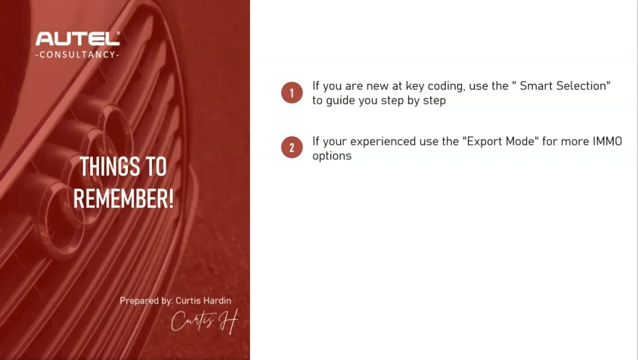 AUTEL
-CONSULTANCY-
THINGS TO
REMEMBER!
Prepared by: Curtis Hardin
Curtis H
1 If you are new at key coding, use the " Smart Selection"
to guide you step by step
2 If your experienced use the "Export Mode" for more IMMO
options